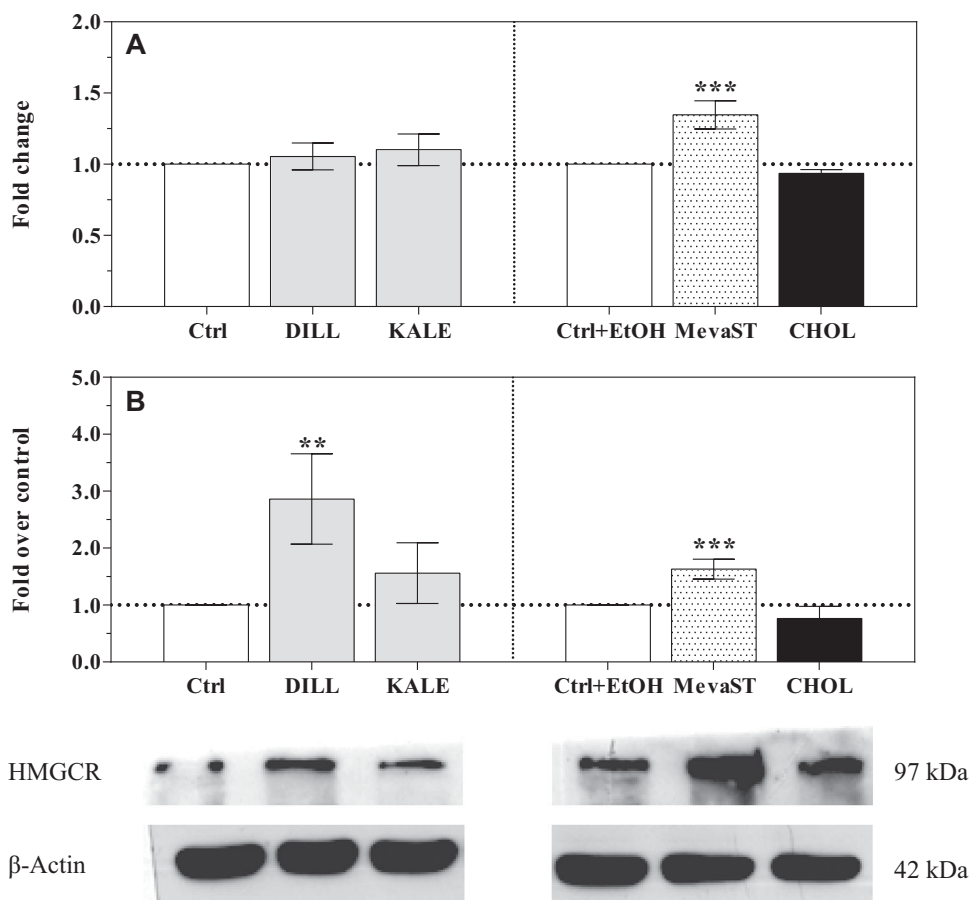 A
Fold change
2.0
1.5
1.0
0.5
0.0
***
Ctrl DILL KALE Ctrl+EtOH MevaST CHOL
B
Fold over control
5.0
4.0
3.0
2.0
1.0
0.0
**
***
Ctrl DILL KALE Ctrl+EtOH MevaST CHOL
HMGCR 97 kDa
β-Actin 42 kDa